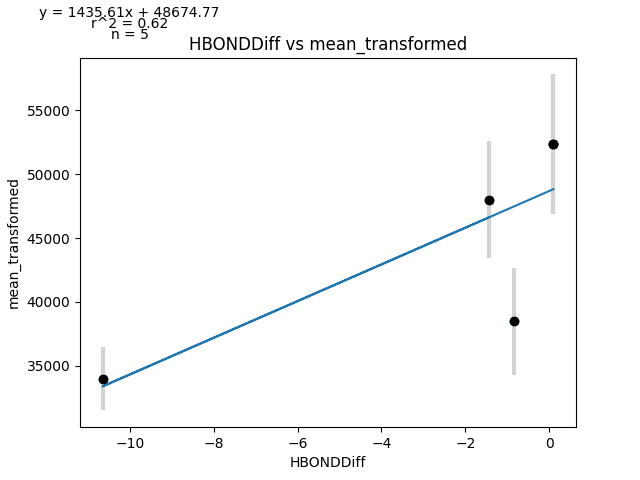 y = 1435.61x + 48674.77
r^2 = 0.62
n = 5
HBONDDiff vs mean_transformed
55000
50000
45000
40000
35000
mean_transformed
−10
−8
−6
−4
−2
0
HBONDDiff